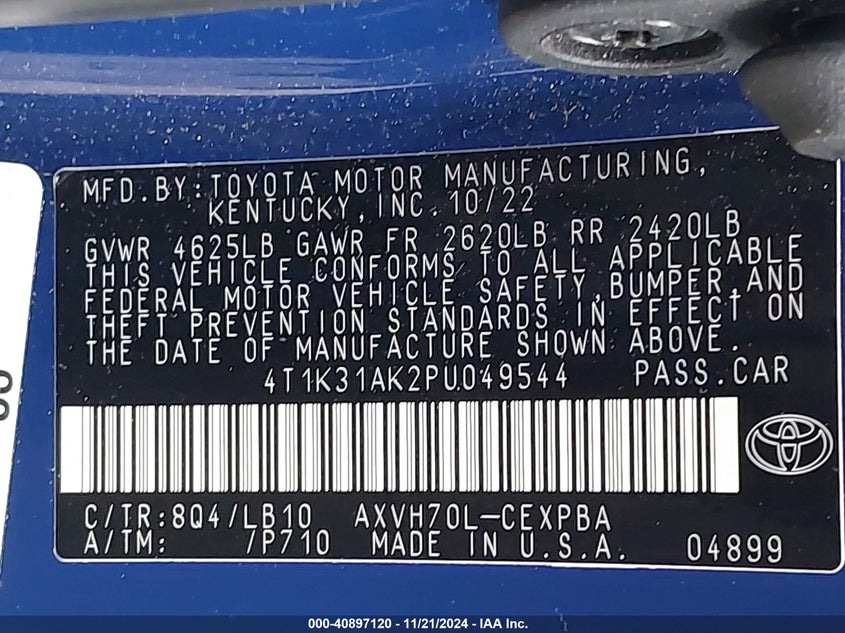 MFD.BY:TOYOTA MOTOR MANUFACTURING,
KENTUCKY,INC.10/22
GVWR 4625LB GAWR FR 2620LB RR 2420LB
THIS VEHICLE CONFORMS TO ALL APPLICABLE
FEDERAL MOTOR VEHICLE SAFETY,BUMPER,AND
THEFT PREVENTION STANDARDS IN EFFECT ON
THE DATE OF MANUFACTURE SHOWN ABOVE.
4T1K31AK2PU049544 PASS.CAR
C/TR:8Q4/LB10 AXVH70L-CEXPBA
A/TM: /P710 MADE IN U.S.A. 04899
000-40897120 - 11/21/2024 - IAA Inc.